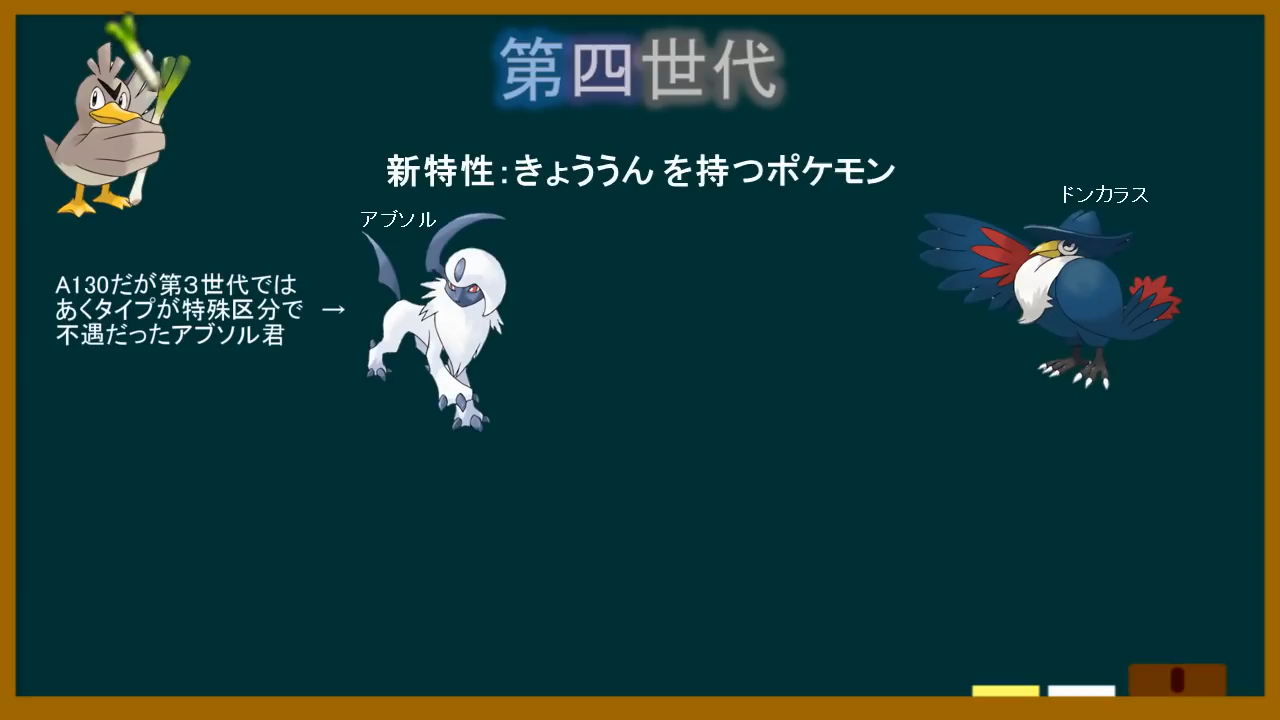 第四世代
新特性:きょううん を持つポケモン
ドンカラス
アブソル
A130だが第３世代では
あくタイプが特殊区分で →
不遇だったアブソル君